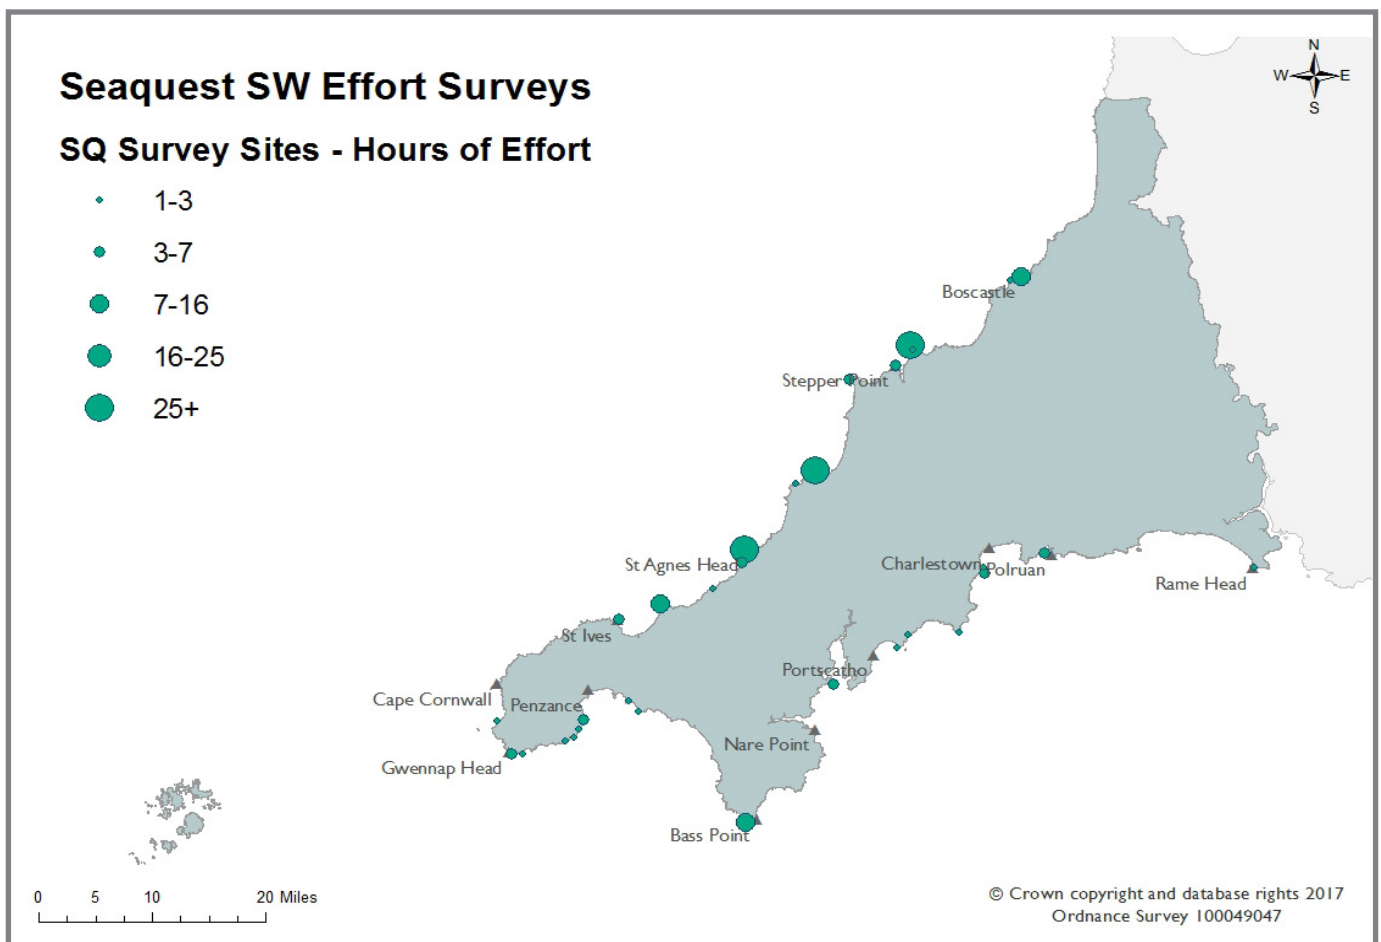 Seaquest SW Effort Surveys
SQ Survey Sites - Hours of Effort
1-3
3-7
7-16
16-25
25+
N
W
E
S
Boscastle
Stepper Point
St Agnes Head
Charlestown
Polruan
Rame Head
St Ives
Portscatho
Cape Cornwall
Penzance
Nare Point
Gwennap Head
Bass Point
0 5 10 20 Miles
© Crown copyright and database rights 2017
Ordnance Survey 100049047